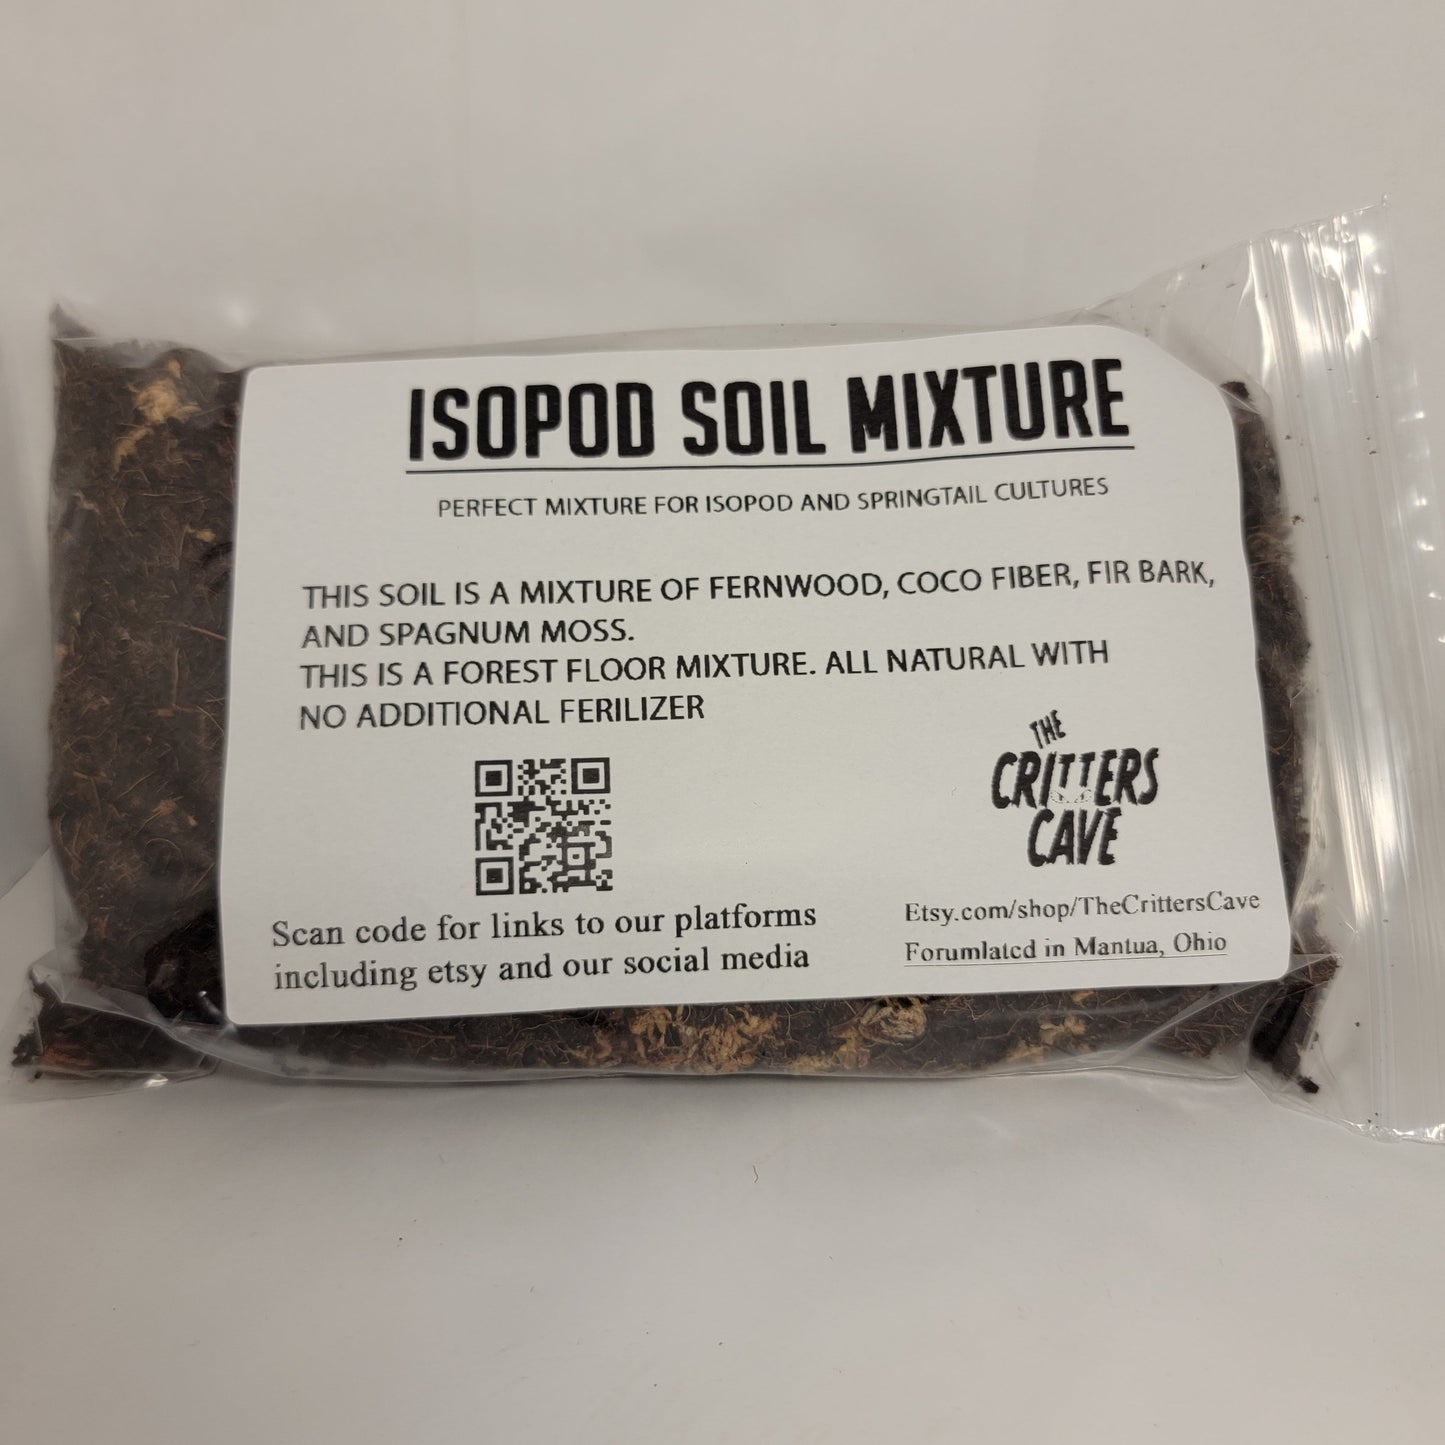 ISOPOD SOIL MIXTURE
PERFECT MIXTURE FOR ISOPOD AND SPRINGTAIL CULTURES
THIS SOIL IS A MIXTURE OF FERNWOOD, COCO FIBER, FIR BARK,
AND SPAGNUM MOSS.
THIS IS A FOREST FLOOR MIXTURE. ALL NATURAL WITH
NO ADDITIONAL FERILIZER
THE
CRITTERS
CAVE
Scan code for links to our platforms
including etsy and our social media
Etsy.com/shop/TheCrittersCave
Forumlated in Mantua, Ohio